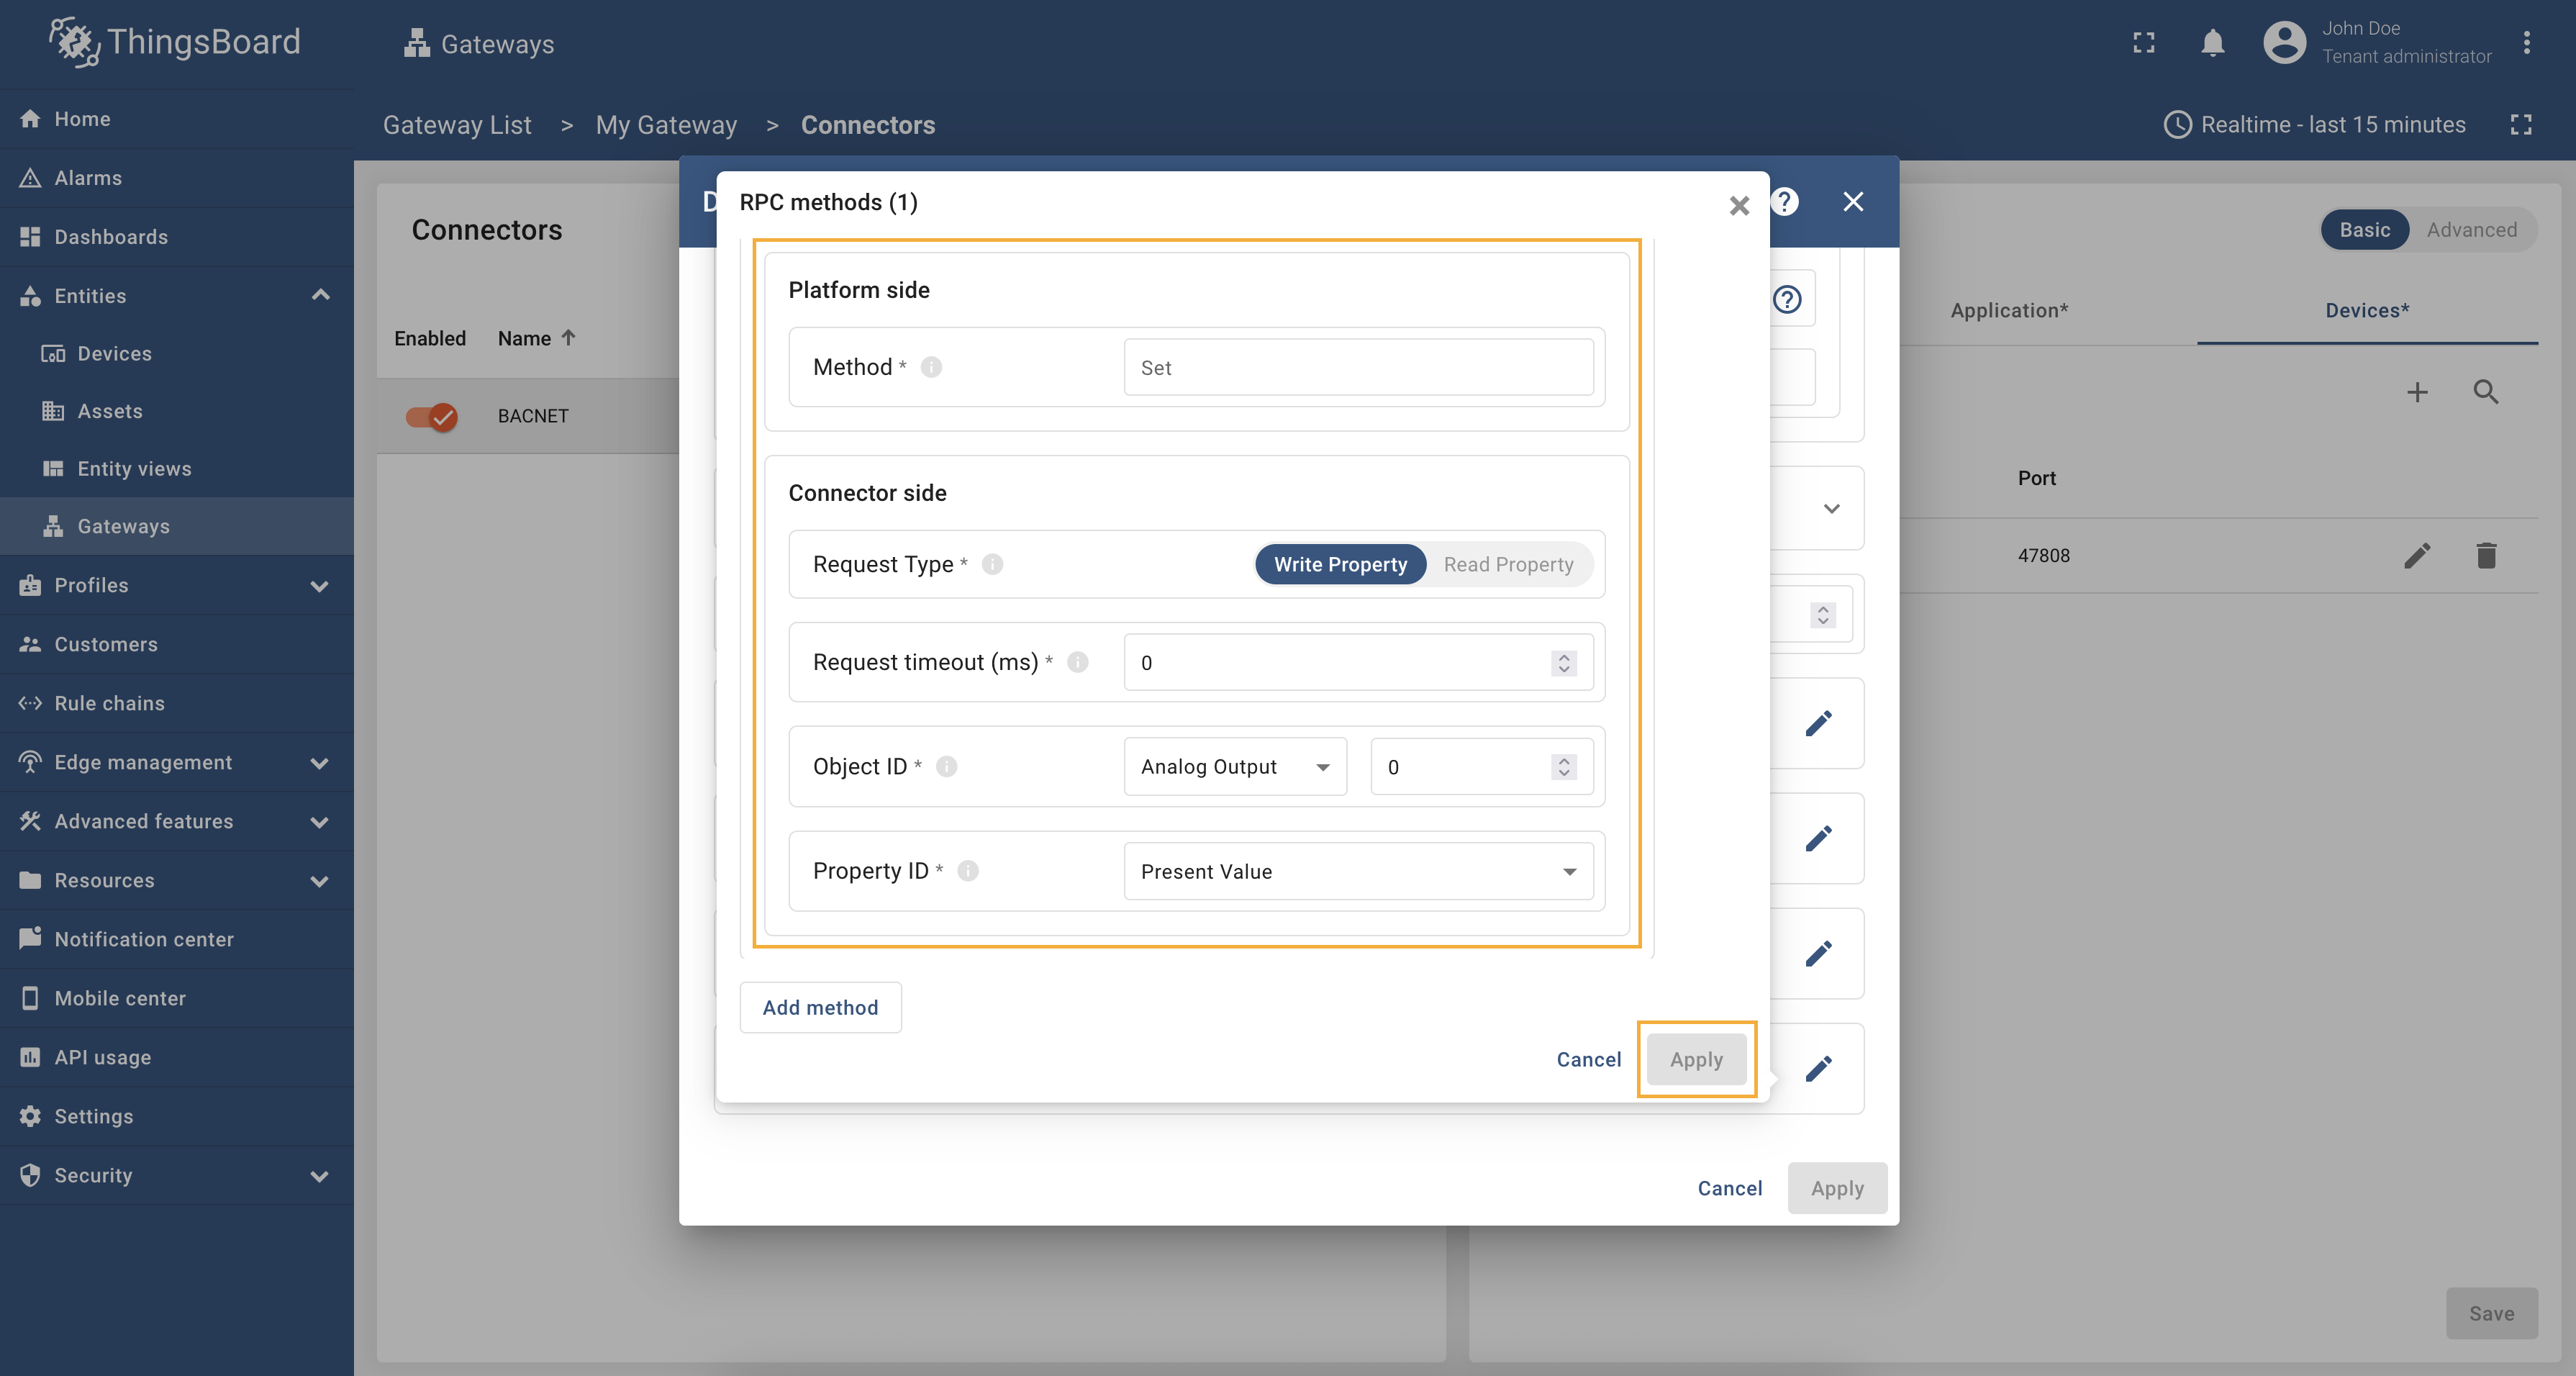 ThingsBoard
Gateways
John Doe
Tenant administrator
Home
Alarms
Dashboards
Entities
Devices
Assets
Entity views
Gateways
Profiles
Customers
Rule chains
Edge management
Advanced features
Resources
Notification center
Mobile center
API usage
Settings
Security
Gateway List > My Gateway > Connectors
Realtime - last 15 minutes
Connectors
Enabled Name
BACNET
D
RPC methods (1)
Platform side
Method *
Set
Connector side
Request Type *
Write Property Read Property
Request timeout (ms) *
0
Object ID *
Analog Output
0
Property ID *
Present Value
Add method
Cancel Apply
Cancel Apply
Basic Advanced
Application* Devices*
Port
47808
Save